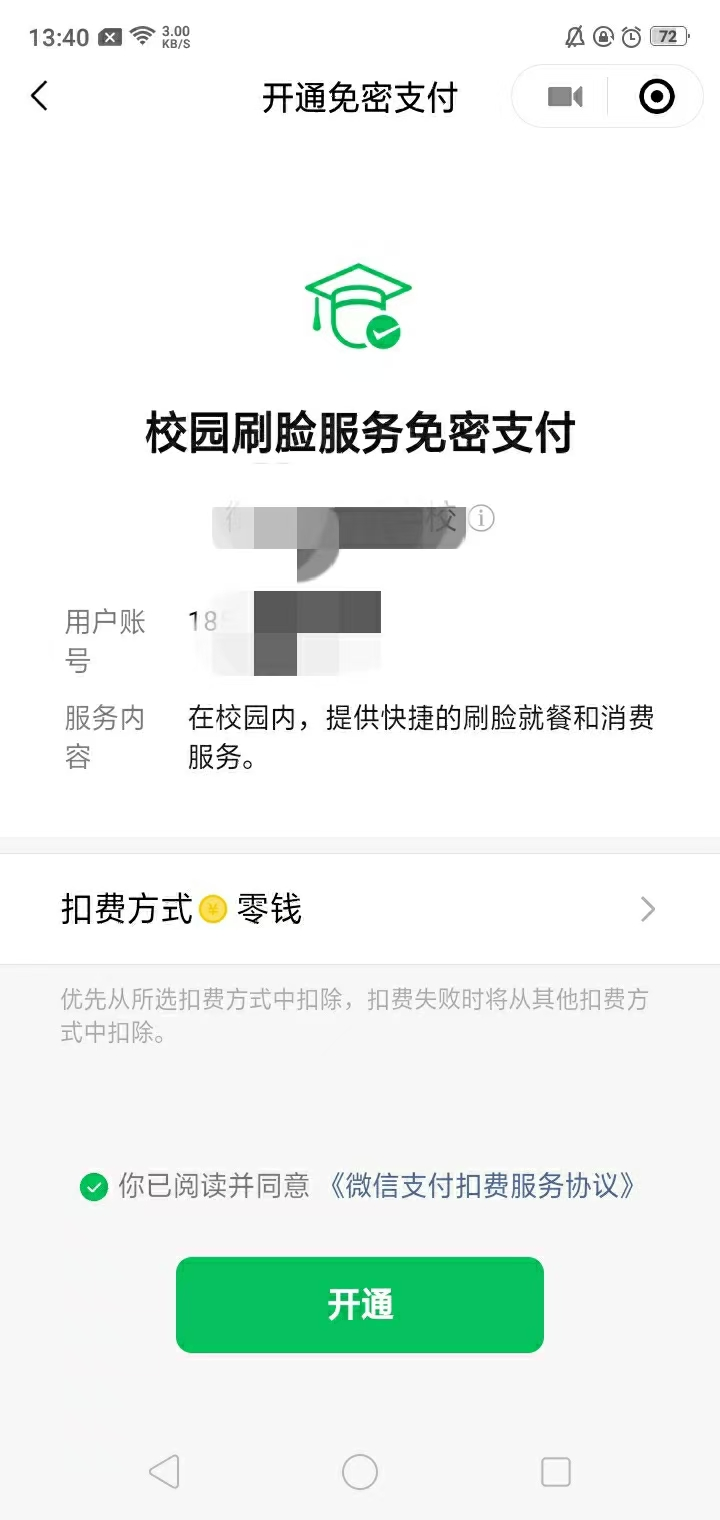 13:40
3.00
KB/S
72
开通免密支付
校园刷脸服务免密支付
校
用户账
号
18
服务内
容
在校园内，提供快捷的刷脸就餐和消费
服务。
扣费方式 零钱
优先从所选扣费方式中扣除，扣费失败时将从其他扣费方
式中扣除。
你已阅读并同意 《微信支付扣费服务协议》
开通